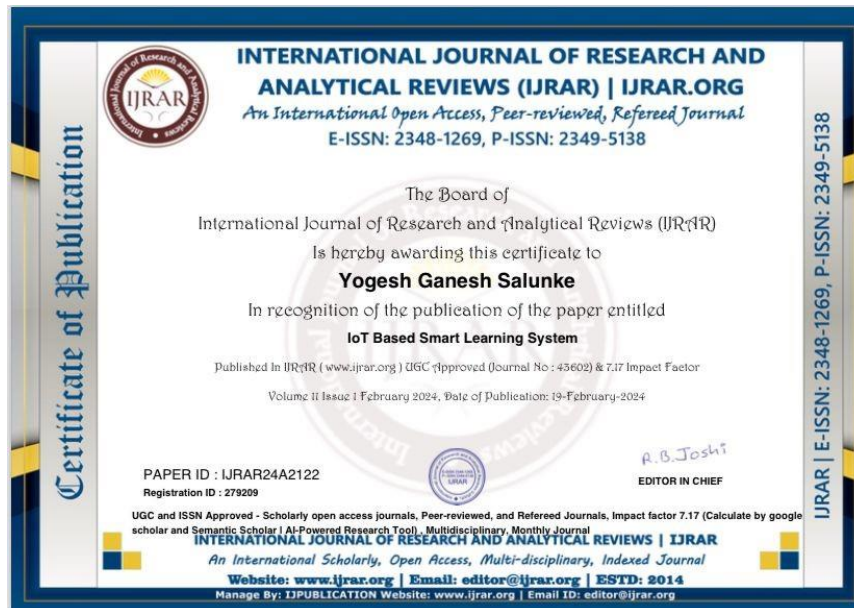 INTERNATIONAL JOURNAL OF RESEARCH AND
ANALYTICAL REVIEWS (IJRAR) | IJRAR.ORG
An International Open Access, Peer-reviewed, Refereed Journal
E-ISSN: 2348-1269, P-ISSN: 2349-5138
International Journal of Research and Analytical Reviews
IJRAR
Certificate of Publication
The Board of
International Journal of Research and Analytical Reviews (IJRAR)
Is hereby awarding this certificate to
Yogesh Ganesh Salunke
In recognition of the publication of the paper entitled
IoT Based Smart Learning System
Published In IJRAR ( www.ijrar.org ) UGC Approved (Journal No : 43602) & 7.17 Impact Factor
Volume 11 Issue 1 February 2024, Date of Publication: 19-February-2024
PAPER ID : IJRAR24A2122
Registration ID : 279209
IJRAR
R.B.Joshi
EDITOR IN CHIEF
IJRAR | E-ISSN: 2348-1269, P-ISSN: 2349-5138
UGC and ISSN Approved - Scholarly open access journals, Peer-reviewed, and Refereed Journals, Impact factor 7.17 (Calculate by google
scholar and Semantic Scholar | AI-Powered Research Tool) , Multidisciplinary, Monthly Journal
INTERNATIONAL JOURNAL OF RESEARCH AND ANALYTICAL REVIEWS | IJRAR
An International Scholarly, Open Access, Multi-disciplinary, Indexed Journal
Website: www.ijrar.org | Email: editor@ijrar.org | ESTD: 2014
Manage By: IJPUBLICATION Website: www.ijrar.org | Email ID: editor@ijrar.org